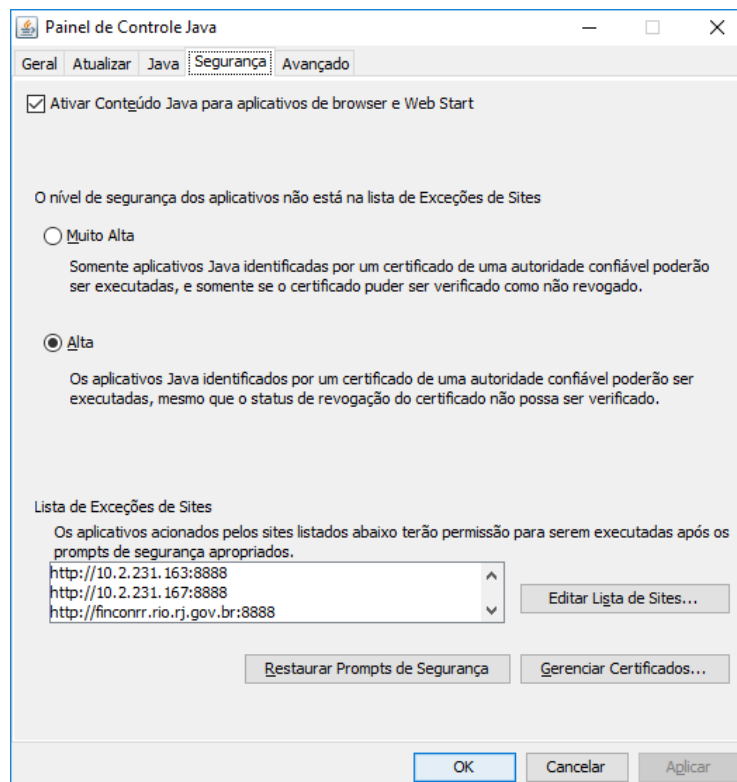 Painel de Controle Java
Geral Atualizar Java Segurança Avançado
Ativar Conteúdo Java para aplicativos de browser e Web Start
O nível de segurança dos aplicativos não está na lista de Exceções de Sites
Muito Alta
Somente aplicativos Java identificadas por um certificado de uma autoridade confiável poderão
ser executadas, e somente se o certificado puder ser verificado como não revogado.
Alta
Os aplicativos Java identificados por um certificado de uma autoridade confiável poderão ser
executadas, mesmo que o status de revogação do certificado não possa ser verificado.
Lista de Exceções de Sites
Os aplicativos acionados pelos sites listados abaixo terão permissão para serem executadas após os
prompts de segurança apropriados.
http://10.2.231.163:8888
http://10.2.231.167:8888
http://finconrr.rio.rj.gov.br:8888
Editar Lista de Sites...
Restaurar Prompts de Segurança Gerenciar Certificados...
OK Cancelar Aplicar